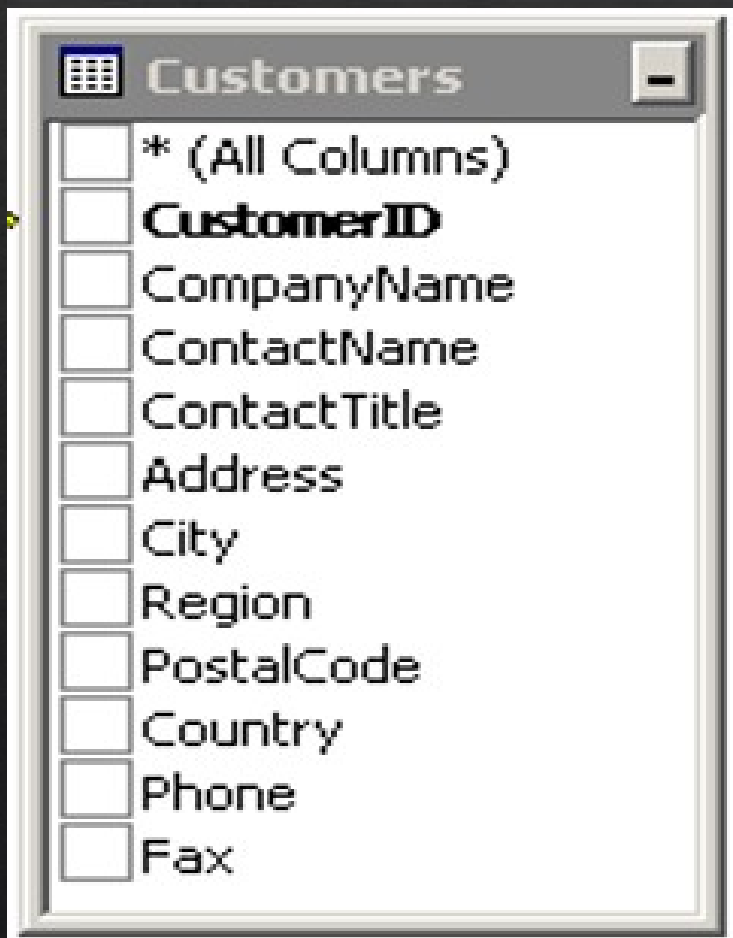 Customers
* (All Columns)
CustomerID
CompanyName
ContactName
ContactTitle
Address
City
Region
PostalCode
Country
Phone
Fax